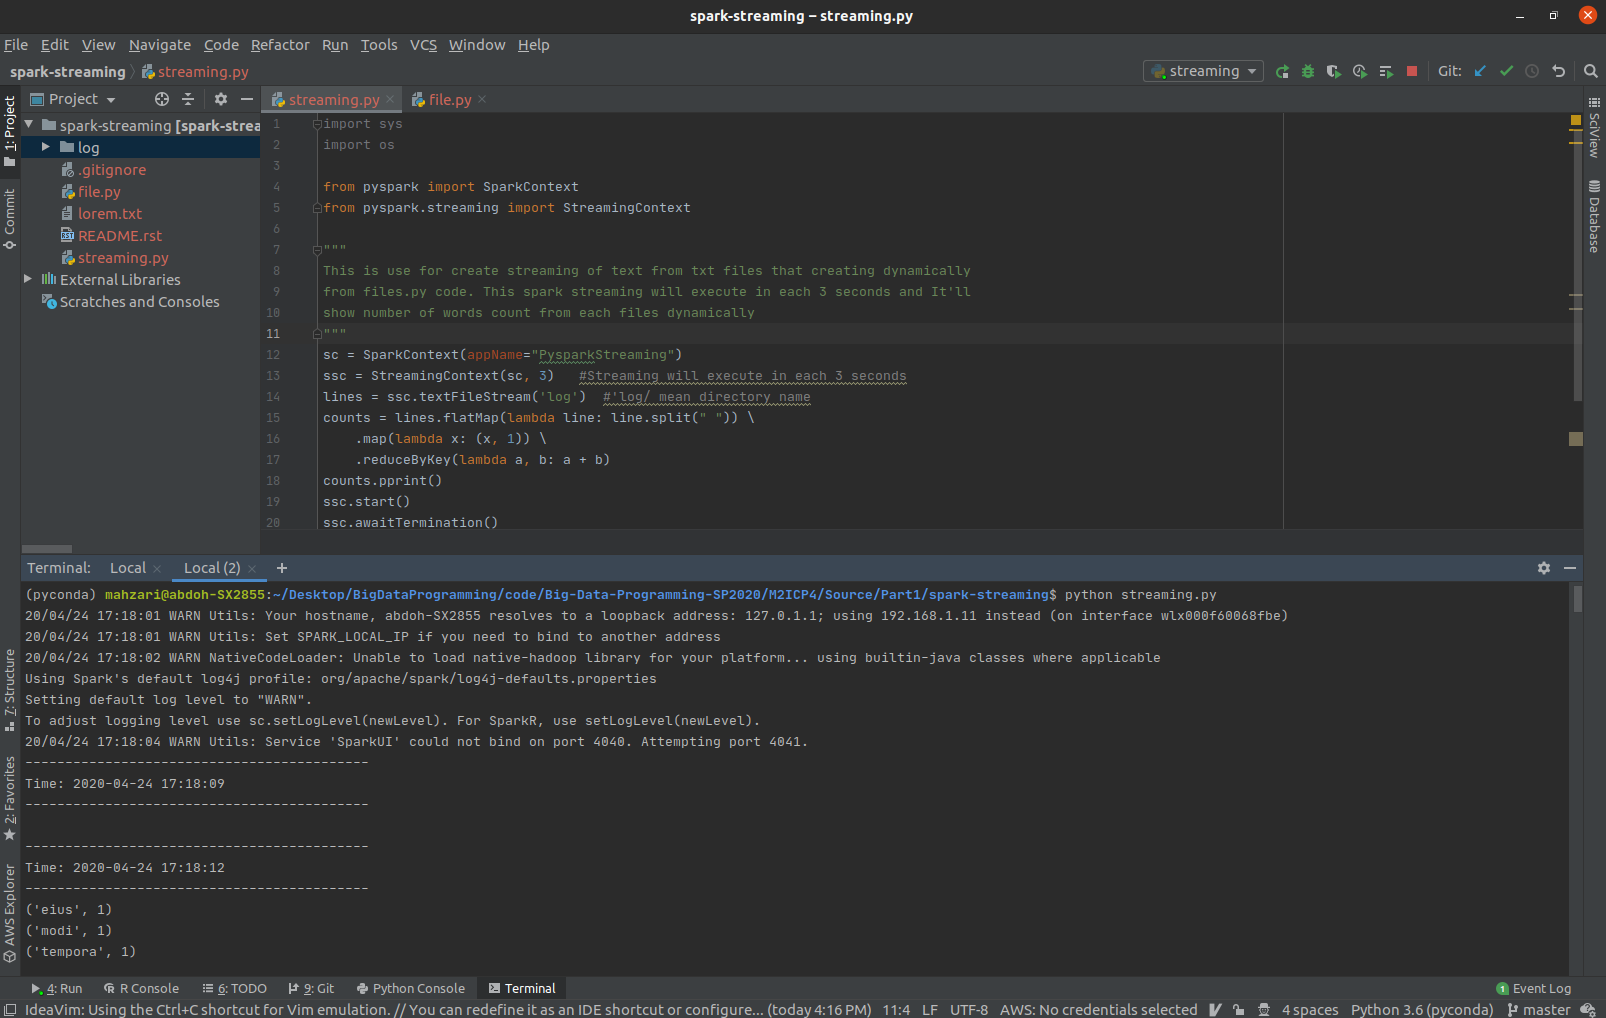 spark-streaming – streaming.py
File Edit View Navigate Code Refactor Run Tools VCS Window Help
spark-streaming streaming.py streaming Git:
1: Project
Commit
7: Structure
2: Favorites
AWS Explorer
Project
spark-streaming [spark-strea
log
.gitignore
file.py
lorem.txt
README.rst
streaming.py
External Libraries
Scratches and Consoles
streaming.py file.py
1 import sys
2 import os
3
4 from pyspark import SparkContext
5 from pyspark.streaming import StreamingContext
6
7 """
8 This is use for create streaming of text from txt files that creating dynamically
9 from files.py code. This spark streaming will execute in each 3 seconds and It'll
10 show number of words count from each files dynamically
11 """
12 sc = SparkContext(appName="PysparkStreaming")
13 ssc = StreamingContext(sc, 3)   #Streaming will execute in each 3 seconds
14 lines = ssc.textFileStream('log')  #'log/ mean directory name
15 counts = lines.flatMap(lambda line: line.split(" ")) \
16     .map(lambda x: (x, 1)) \
17     .reduceByKey(lambda a, b: a + b)
18 counts.pprint()
19 ssc.start()
20 ssc.awaitTermination()
SciView
Database
Terminal: Local Local (2) +
(pyconda) mahzari@abdoh-SX2855:~/Desktop/BigDataProgramming/code/Big-Data-Programming-SP2020/M2ICP4/Source/Part1/spark-streaming$ python streaming.py
20/04/24 17:18:01 WARN Utils: Your hostname, abdoh-SX2855 resolves to a loopback address: 127.0.1.1; using 192.168.1.11 instead (on interface wlx000f60068fbe)
20/04/24 17:18:01 WARN Utils: Set SPARK_LOCAL_IP if you need to bind to another address
20/04/24 17:18:02 WARN NativeCodeLoader: Unable to load native-hadoop library for your platform... using builtin-java classes where applicable
Using Spark's default log4j profile: org/apache/spark/log4j-defaults.properties
Setting default log level to "WARN".
To adjust logging level use sc.setLogLevel(newLevel). For SparkR, use setLogLevel(newLevel).
20/04/24 17:18:04 WARN Utils: Service 'SparkUI' could not bind on port 4040. Attempting port 4041.
-------------------------------------------
Time: 2020-04-24 17:18:09
-------------------------------------------
-------------------------------------------
Time: 2020-04-24 17:18:12
-------------------------------------------
('eius', 1)
('modi', 1)
('tempora', 1)
4: Run R Console 6: TODO 9: Git Python Console Terminal 1 Event Log
IdeaVim: Using the Ctrl+C shortcut for Vim emulation. // You can redefine it as an IDE shortcut or configure... (today 4:16 PM) 11:4 LF UTF-8 AWS: No credentials selected 4 spaces Python 3.6 (pyconda) master